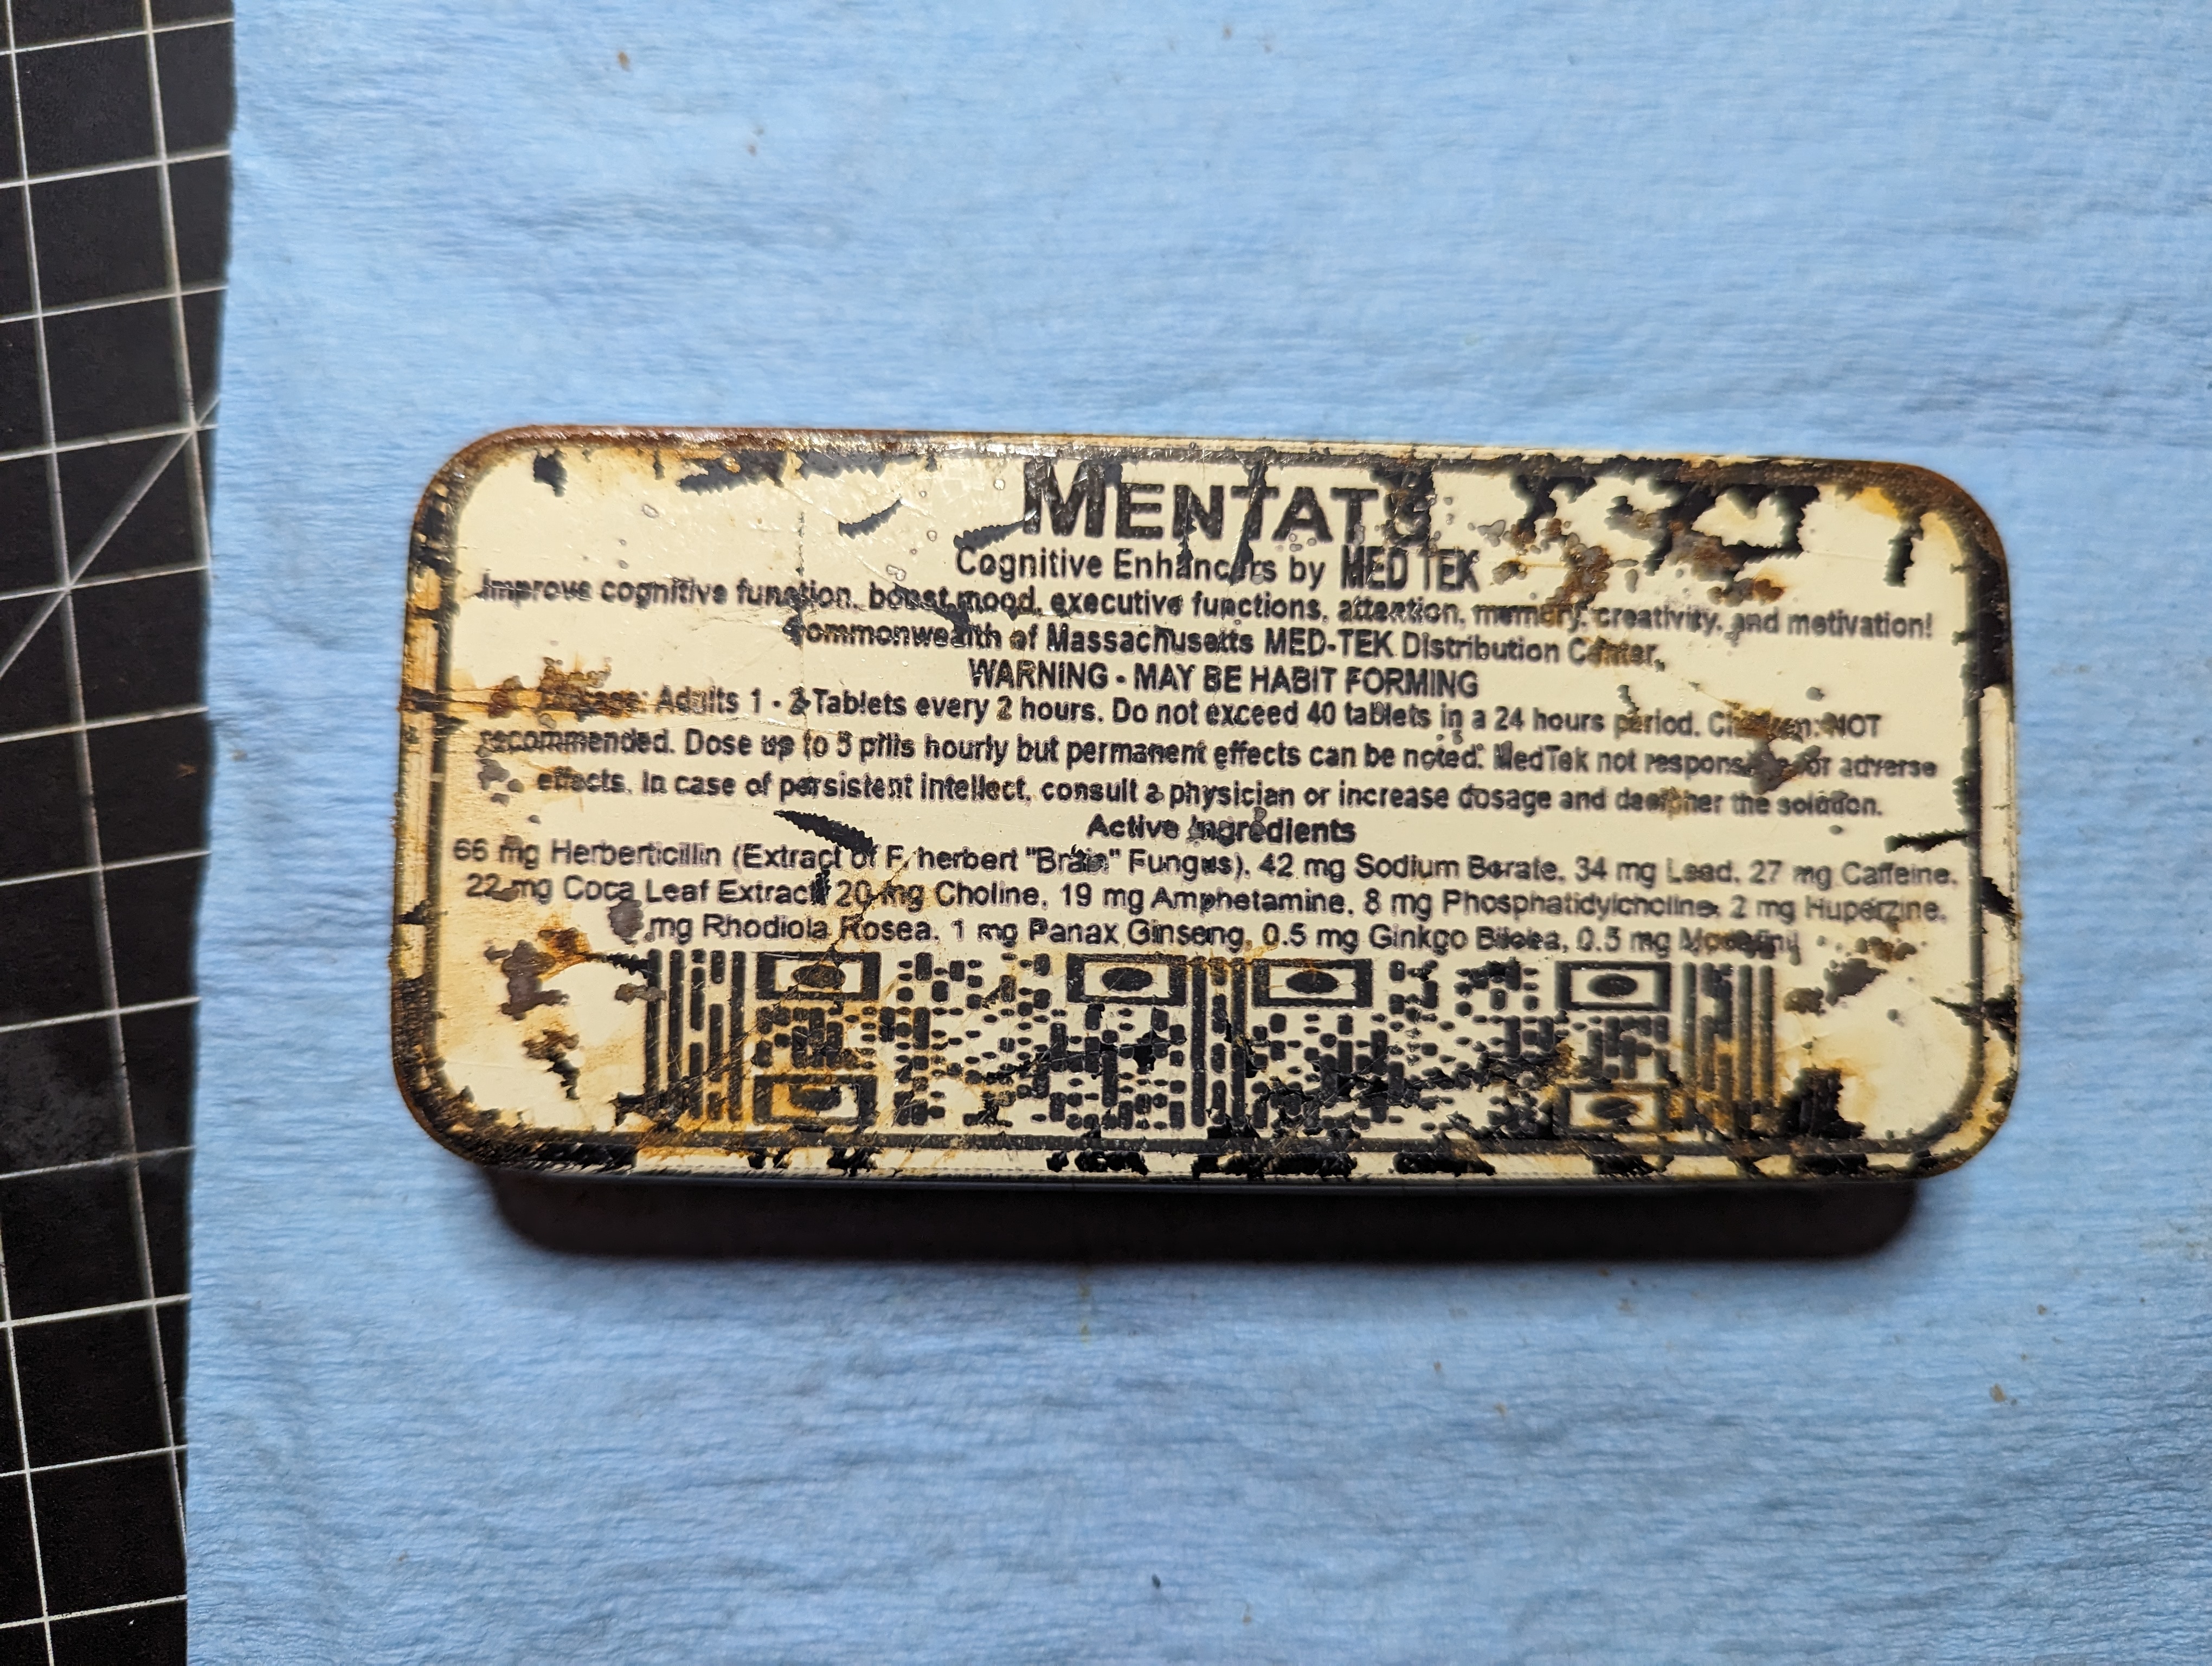 MENTATS
Cognitive Enhancers by MED TEK
Improve cognitive function, boost mood, executive functions, attention, memory, creativity, and motivation!
Commonwealth of Massachusetts MED-TEK Distribution Center,
WARNING - MAY BE HABIT FORMING
Adults 1 - 2 Tablets every 2 hours. Do not exceed 40 tablets in a 24 hours period. Children: NOT
recommended. Dose up to 5 pills hourly but permanent effects can be noted. MedTek not responsible for adverse
effects. In case of persistent intellect, consult a physician or increase dosage and decipher the solution.
Active Ingredients
66 mg Herberticillin (Extract of F. herbert "Brain" Fungus), 42 mg Sodium Borate, 34 mg Lead, 27 mg Caffeine,
22 mg Coca Leaf Extract, 20 mg Choline, 19 mg Amphetamine, 8 mg Phosphatidylcholine, 2 mg Huperzine,
mg Rhodiola Rosea, 1 mg Panax Ginseng, 0.5 mg Ginkgo Biloba, 0.5 mg Modafinil